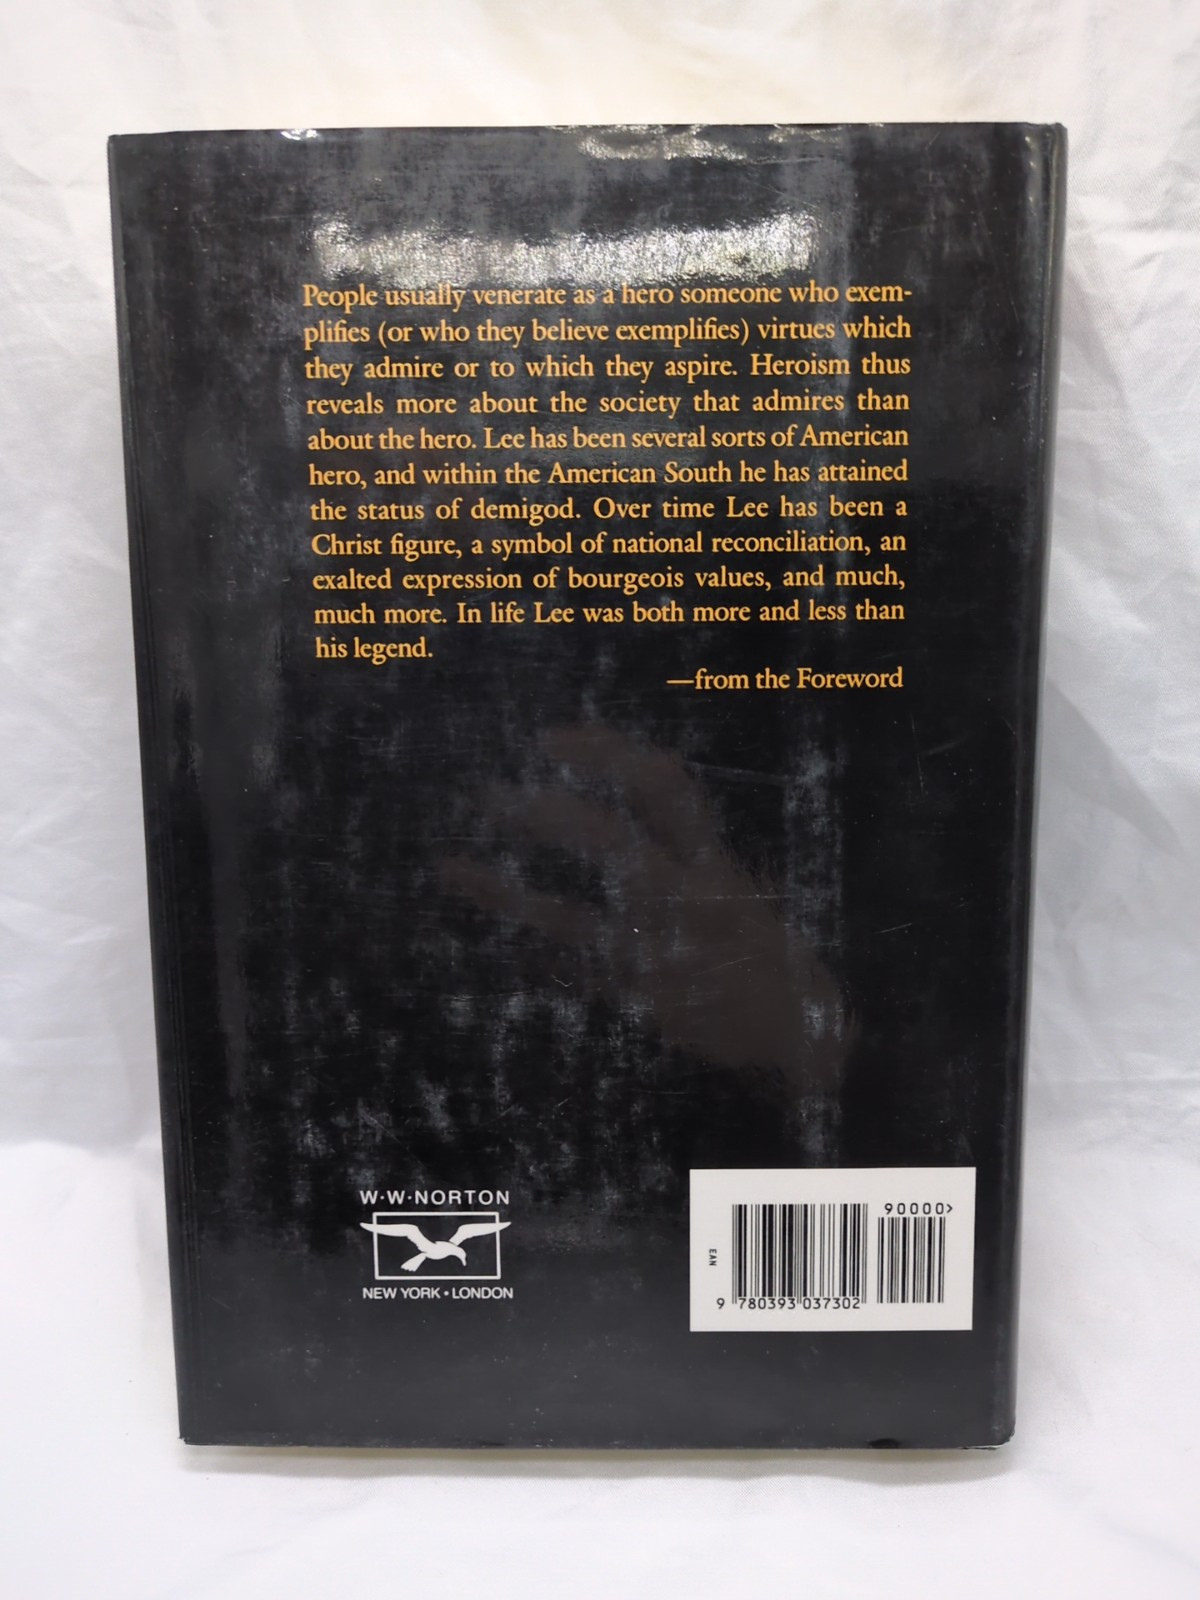 People usually venerate as a hero someone who exem-
plifies (or who they believe exemplifies) virtues which
they admire or to which they aspire. Heroism thus
reveals more about the society that admires than
about the hero. Lee has been several sorts of American
hero, and within the American South he has attained
the status of demigod. Over time Lee has been a
Christ figure, a symbol of national reconciliation, an
exalted expression of bourgeois values, and much,
much more. In life Lee was both more and less than
his legend.
—from the Foreword
W·W·NORTON
NEW YORK • LONDON
90000>
EAN
9 780393 037302